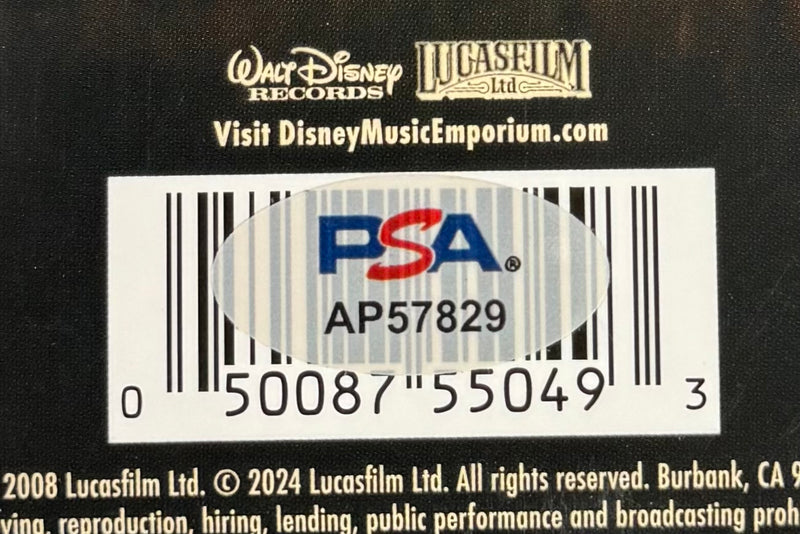 WALT DISNEY RECORDS LUCASFILM Ltd
Visit DisneyMusicEmporium.com
PSA®
AP57829
0 50087 55049 3
2008 Lucasfilm Ltd. © 2024 Lucasfilm Ltd. All rights reserved. Burbank, CA
reproduction, hiring, lending, public performance and broadcasting